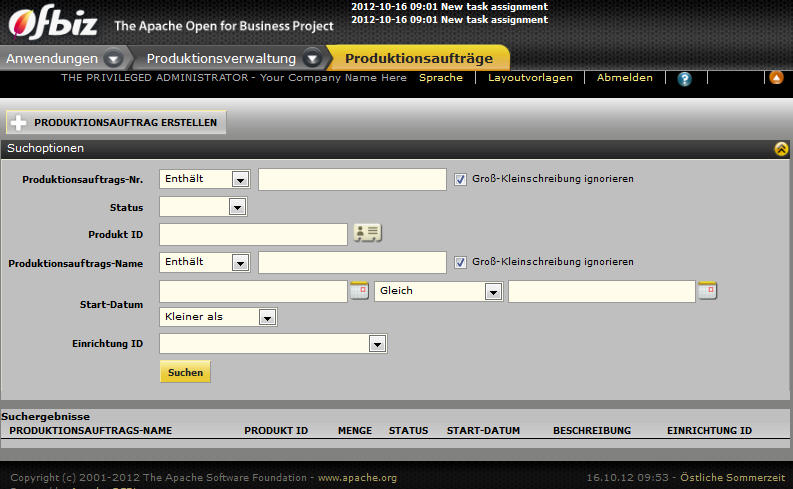 2012-10-16 09:01 New task assignment
2012-10-16 09:01 New task assignment
Ofbiz The Apache Open for Business Project
Anwendungen Produktionsverwaltung Produktionsaufträge
THE PRIVILEGED ADMINISTRATOR - Your Company Name Here Sprache Layoutvorlagen Abmelden ?
PRODUKTIONSAUFTRAG ERSTELLEN
Suchoptionen
Produktionsauftrags-Nr. Enthält Groß-Kleinschreibung ignorieren
Status
Produkt ID
Produktionsauftrags-Name Enthält Groß-Kleinschreibung ignorieren
Start-Datum Gleich
Kleiner als
Einrichtung ID
Suchen
Suchergebnisse
PRODUKTIONSAUFTRAGS-NAME PRODUKT ID MENGE STATUS START-DATUM BESCHREIBUNG EINRICHTUNG ID
Copyright (c) 2001-2012 The Apache Software Foundation - www.apache.org 16.10.12 09:53 - Östliche Sommerzeit